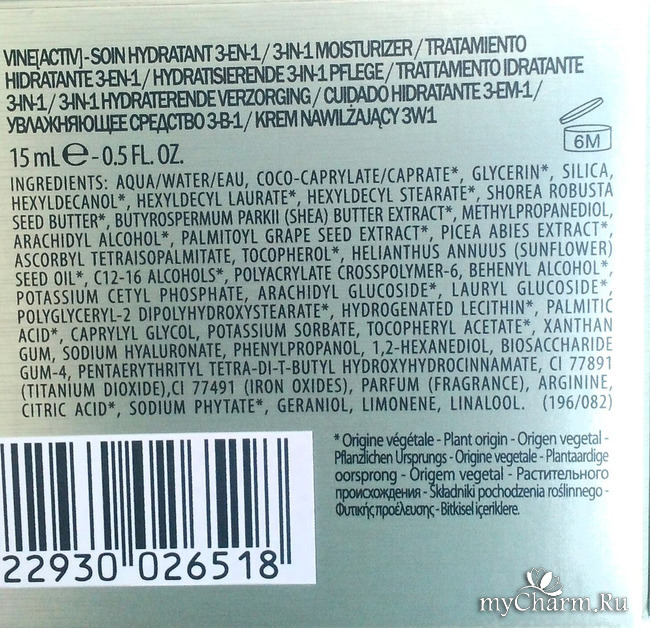 VINE[ACTIV]-SOIN HYDRATANT 3-EN-1 / 3-IN-1 MOISTURIZER / TRATAMIENTO
HIDRATANTE 3-EN-1 / HYDRATISIERENDE 3-IN-1 PFLEGE / TRATTAMENTO IDRATANTE
3-IN-1 / 3-IN-1 HYDRATERENDE VERZORGING / CUIDADO HIDRATANTE 3-EM-1 /
УВЛАЖНЯЮЩЕЕ СРЕДСТВО 3-В-1 / KREM NAWILŻAJĄCY 3W1
6M
15 mL e - 0.5 FL. OZ.
INGREDIENTS: AQUA/WATER/EAU, COCO-CAPRYLATE/CAPRATE*, GLYCERIN*, SILICA,
HEXYLDECANOL*, HEXYLDECYL LAURATE*, HEXYLDECYL STEARATE*, SHOREA ROBUSTA
SEED BUTTER*, BUTYROSPERMUM PARKII (SHEA) BUTTER EXTRACT*, METHYLPROPANEDIOL,
ARACHIDYL ALCOHOL*, PALMITOYL GRAPE SEED EXTRACT*, PICEA ABIES EXTRACT*,
ASCORBYL TETRAISOPALMITATE, TOCOPHEROL*, HELIANTHUS ANNUUS (SUNFLOWER)
SEED OIL*, C12-16 ALCOHOLS*, POLYACRYLATE CROSSPOLYMER-6, BEHENYL ALCOHOL*,
POTASSIUM CETYL PHOSPHATE, ARACHIDYL GLUCOSIDE*, LAURYL GLUCOSIDE*,
POLYGLYCERYL-2 DIPOLYHYDROXYSTEARATE*, HYDROGENATED LECITHIN*, PALMITIC
ACID*, CAPRYLYL GLYCOL, POTASSIUM SORBATE, TOCOPHERYL ACETATE*, XANTHAN
GUM, SODIUM HYALURONATE, PHENYLPROPANOL, 1,2-HEXANEDIOL, BIOSACCHARIDE
GUM-4, PENTAERYTHRITYL TETRA-DI-T-BUTYL HYDROXYHYDROCINNAMATE, CI 77891
(TITANIUM DIOXIDE),CI 77491 (IRON OXIDES), PARFUM (FRAGRANCE), ARGININE,
CITRIC ACID*, SODIUM PHYTATE*, GERANIOL, LIMONENE, LINALOOL. (196/082)
* Origine végétale - Plant origin - Origen vegetal -
Pflanzlichen Ursprungs - Origine vegetale - Plantaardige
oorsprong - Origem vegetal - Растительного
происхождения - Składniki pochodzenia roślinnego -
Φυτικής προέλευσης - Bitkisel içeriklere.
22930 026518
myCharm.Ru